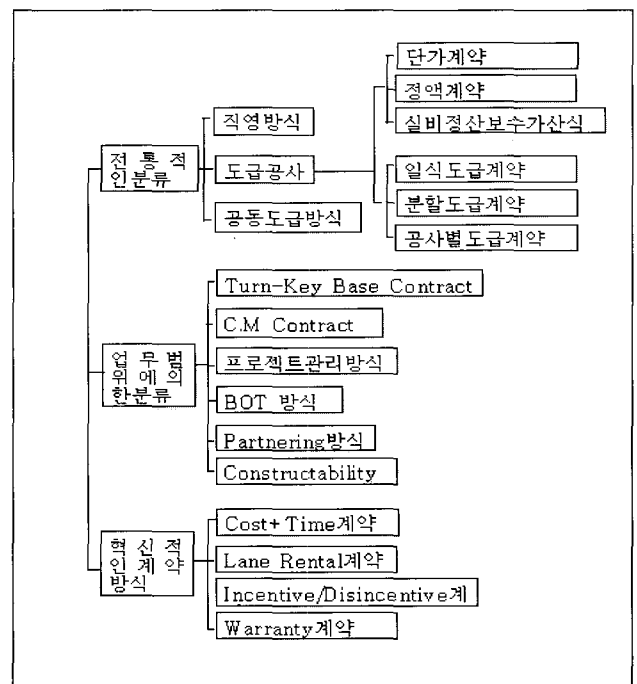 전 통 적
인분류
직영방식
도급공사
공동도급방식
단가계약
정액계약
실비정산보수가산식
일식도급계약
분할도급계약
공사별도급계약
업 무 범
위 에 의
한분류
Turn-Key Base Contract
C.M Contract
프로젝트관리방식
BOT 방식
Partnering방식
Constructability
혁 신 적
인 계 약
방식
Cost+Time계약
Lane Rental계약
Incentive/Disincentive계
Warranty계약